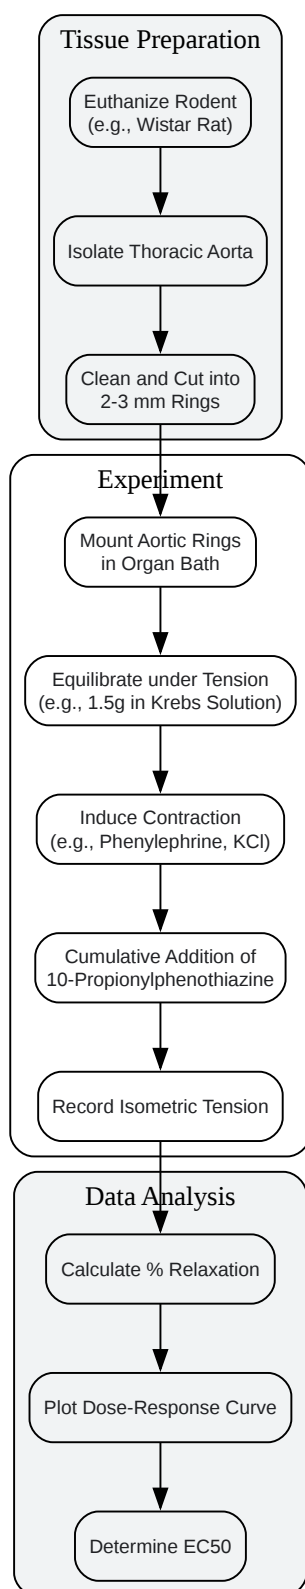 Tissue Preparation
Euthanize Rodent
(e.g., Wistar Rat)
Isolate Thoracic Aorta
Clean and Cut into
2-3 mm Rings
Experiment
Mount Aortic Rings
in Organ Bath
Equilibrate under Tension
(e.g., 1.5g in Krebs Solution)
Induce Contraction
(e.g., Phenylephrine, KCl)
Cumulative Addition of
10-Propionylphenothiazine
Record Isometric Tension
Data Analysis
Calculate % Relaxation
Plot Dose-Response Curve
Determine EC50